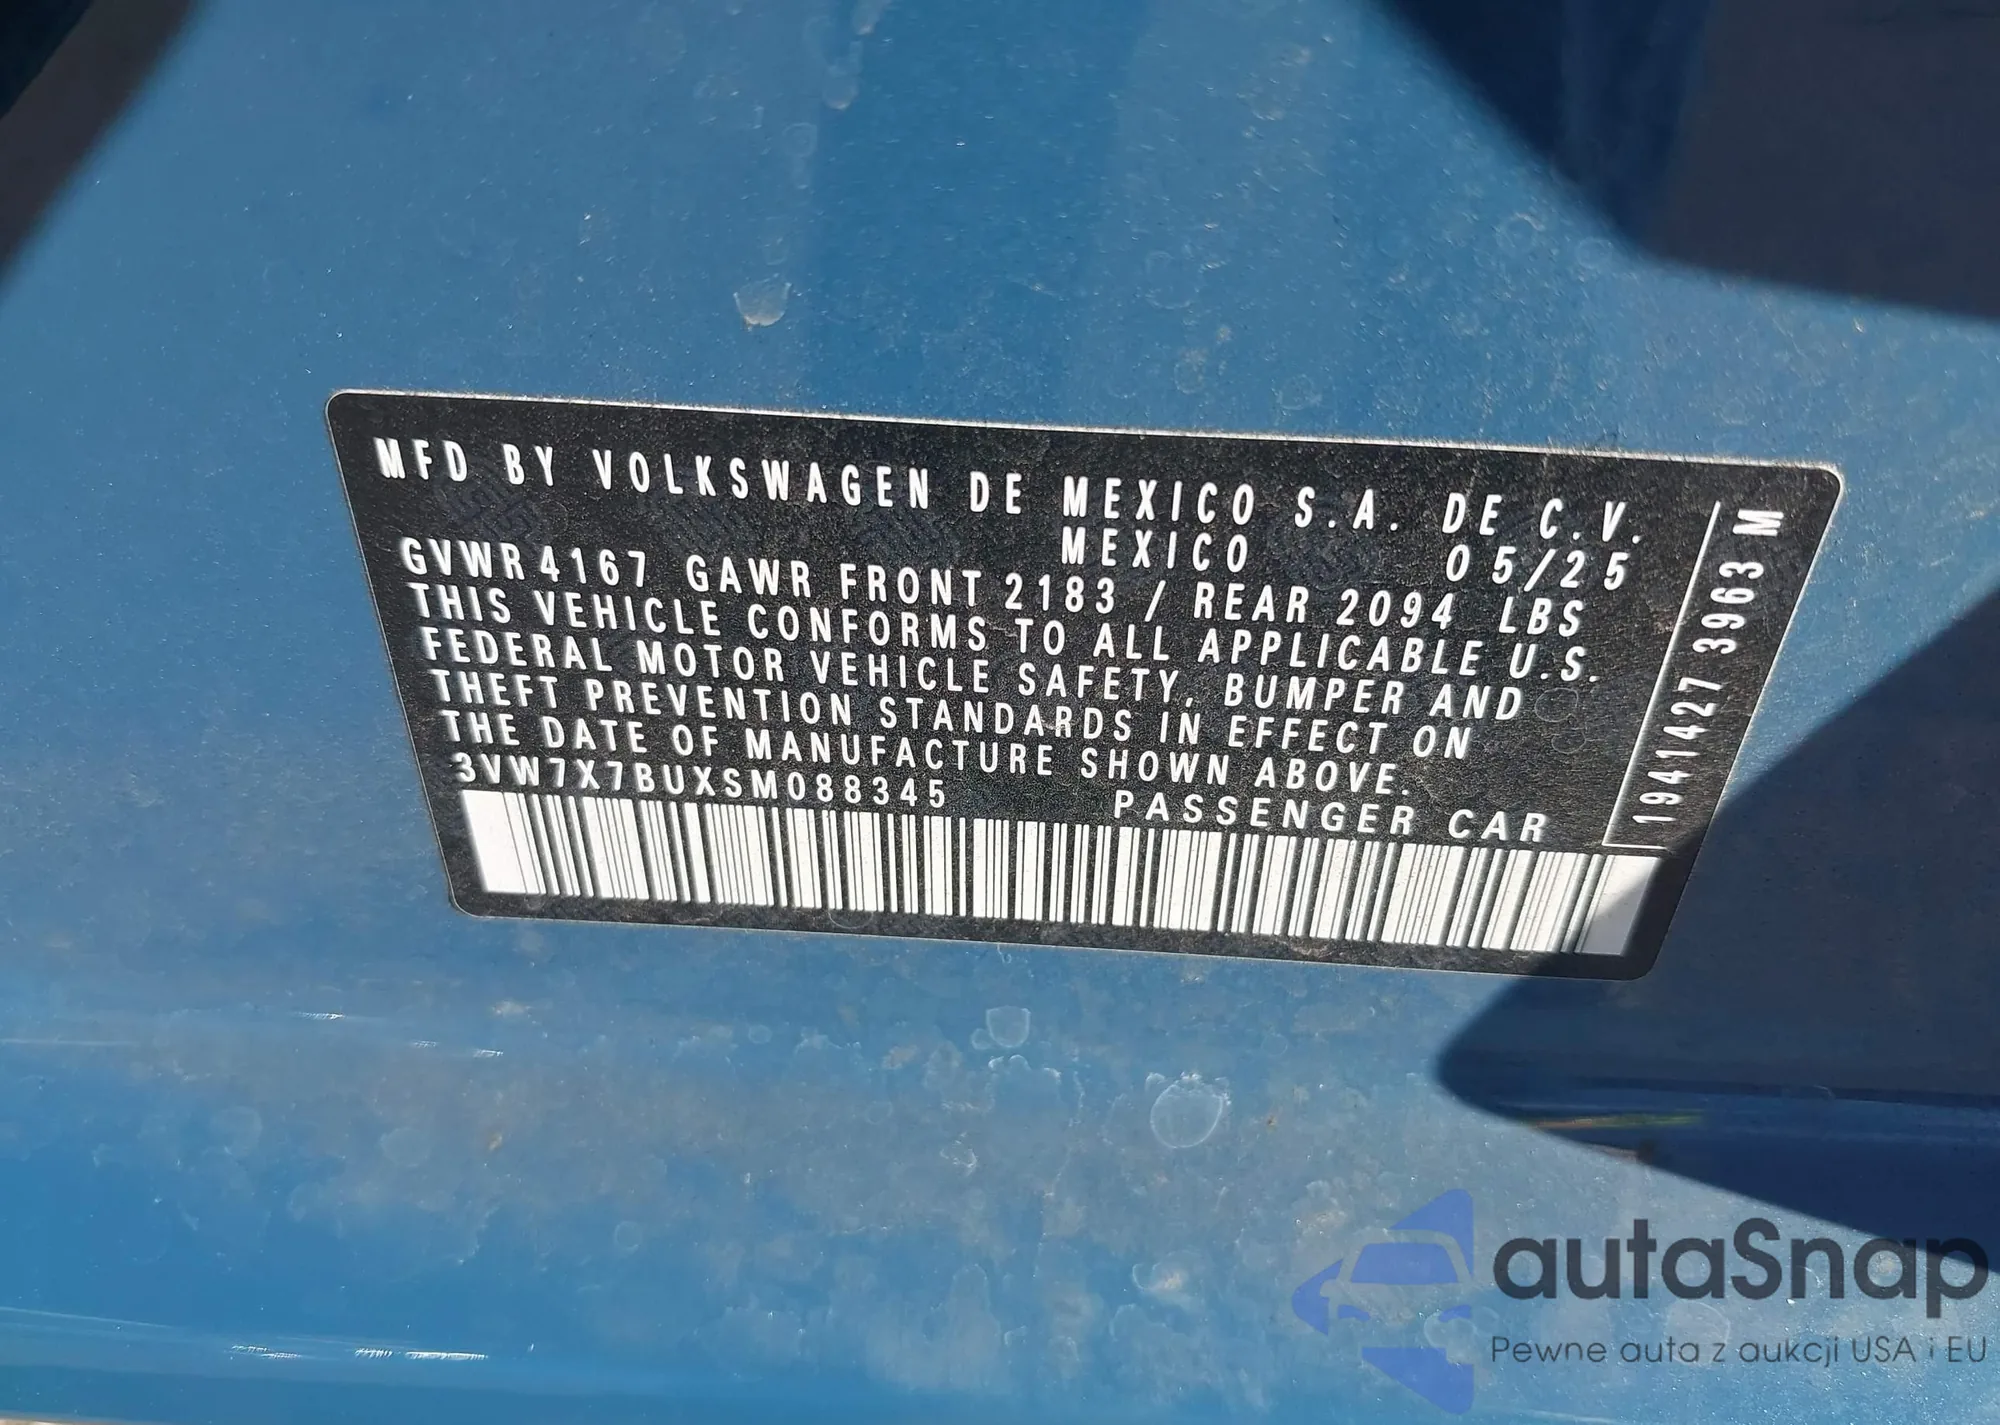 MFD BY VOLKSWAGEN DE MEXICO S.A. DE C.V.
MEXICO 05/25
GVWR 4167 GAWR FRONT 2183 / REAR 2094 LBS
THIS VEHICLE CONFORMS TO ALL APPLICABLE U.S.
FEDERAL MOTOR VEHICLE SAFETY, BUMPER AND
THEFT PREVENTION STANDARDS IN EFFECT ON
THE DATE OF MANUFACTURE SHOWN ABOVE.
3VW7X7BUXSM088345 PASSENGER CAR
1941427 3963 M
autaSnap
Pewne auta z aukcji USA i EU